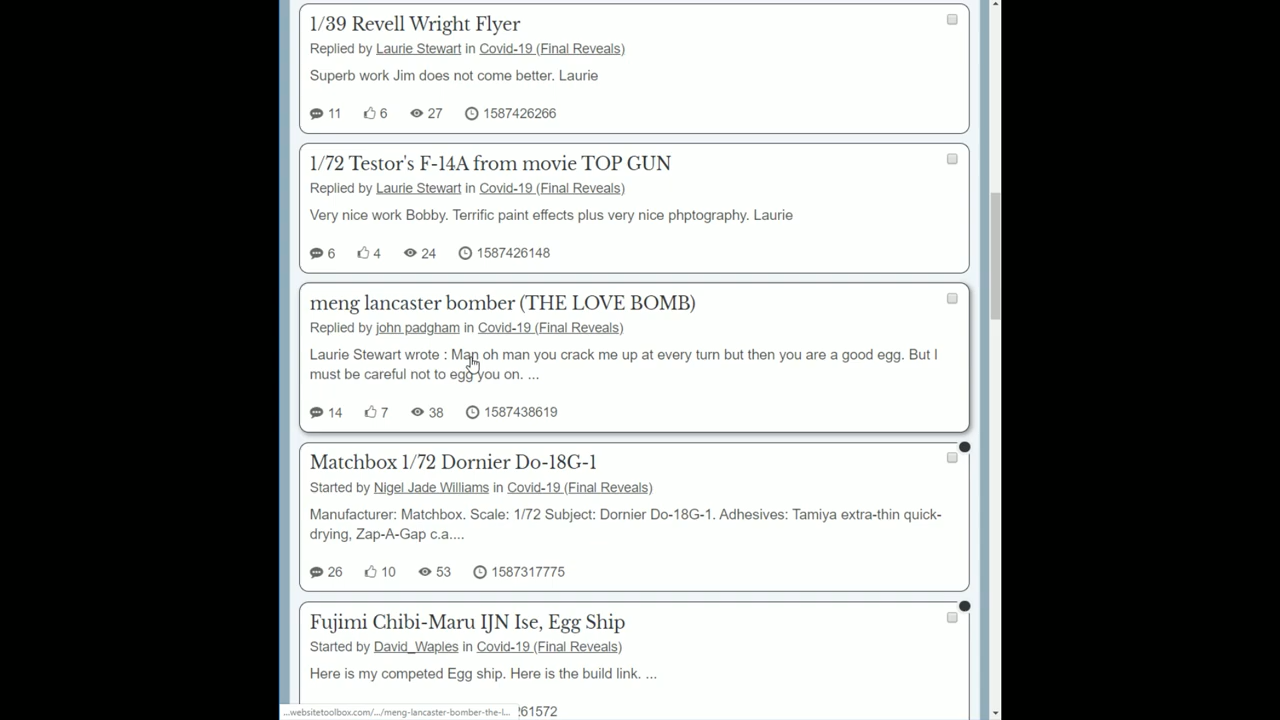 1/39 Revell Wright Flyer
Replied by Laurie Stewart in Covid-19 (Final Reveals)
Superb work Jim does not come better. Laurie
11 6 27 1587426266
1/72 Testor's F-14A from movie TOP GUN
Replied by Laurie Stewart in Covid-19 (Final Reveals)
Very nice work Bobby. Terrific paint effects plus very nice phptography. Laurie
6 4 24 1587426148
meng lancaster bomber (THE LOVE BOMB)
Replied by john padgham in Covid-19 (Final Reveals)
Laurie Stewart wrote : Man oh man you crack me up at every turn but then you are a good egg. But I
must be careful not to egg you on. ...
14 7 38 1587438619
Matchbox 1/72 Dornier Do-18G-1
Started by Nigel Jade Williams in Covid-19 (Final Reveals)
Manufacturer: Matchbox. Scale: 1/72 Subject: Dornier Do-18G-1. Adhesives: Tamiya extra-thin quick-
drying, Zap-A-Gap c.a....
26 10 53 1587317775
Fujimi Chibi-Maru IJN Ise, Egg Ship
Started by David_Waples in Covid-19 (Final Reveals)
Here is my competed Egg ship. Here is the build link. ...
...websitetoolbox.com/.../meng-lancaster-bomber-the-l... 261572